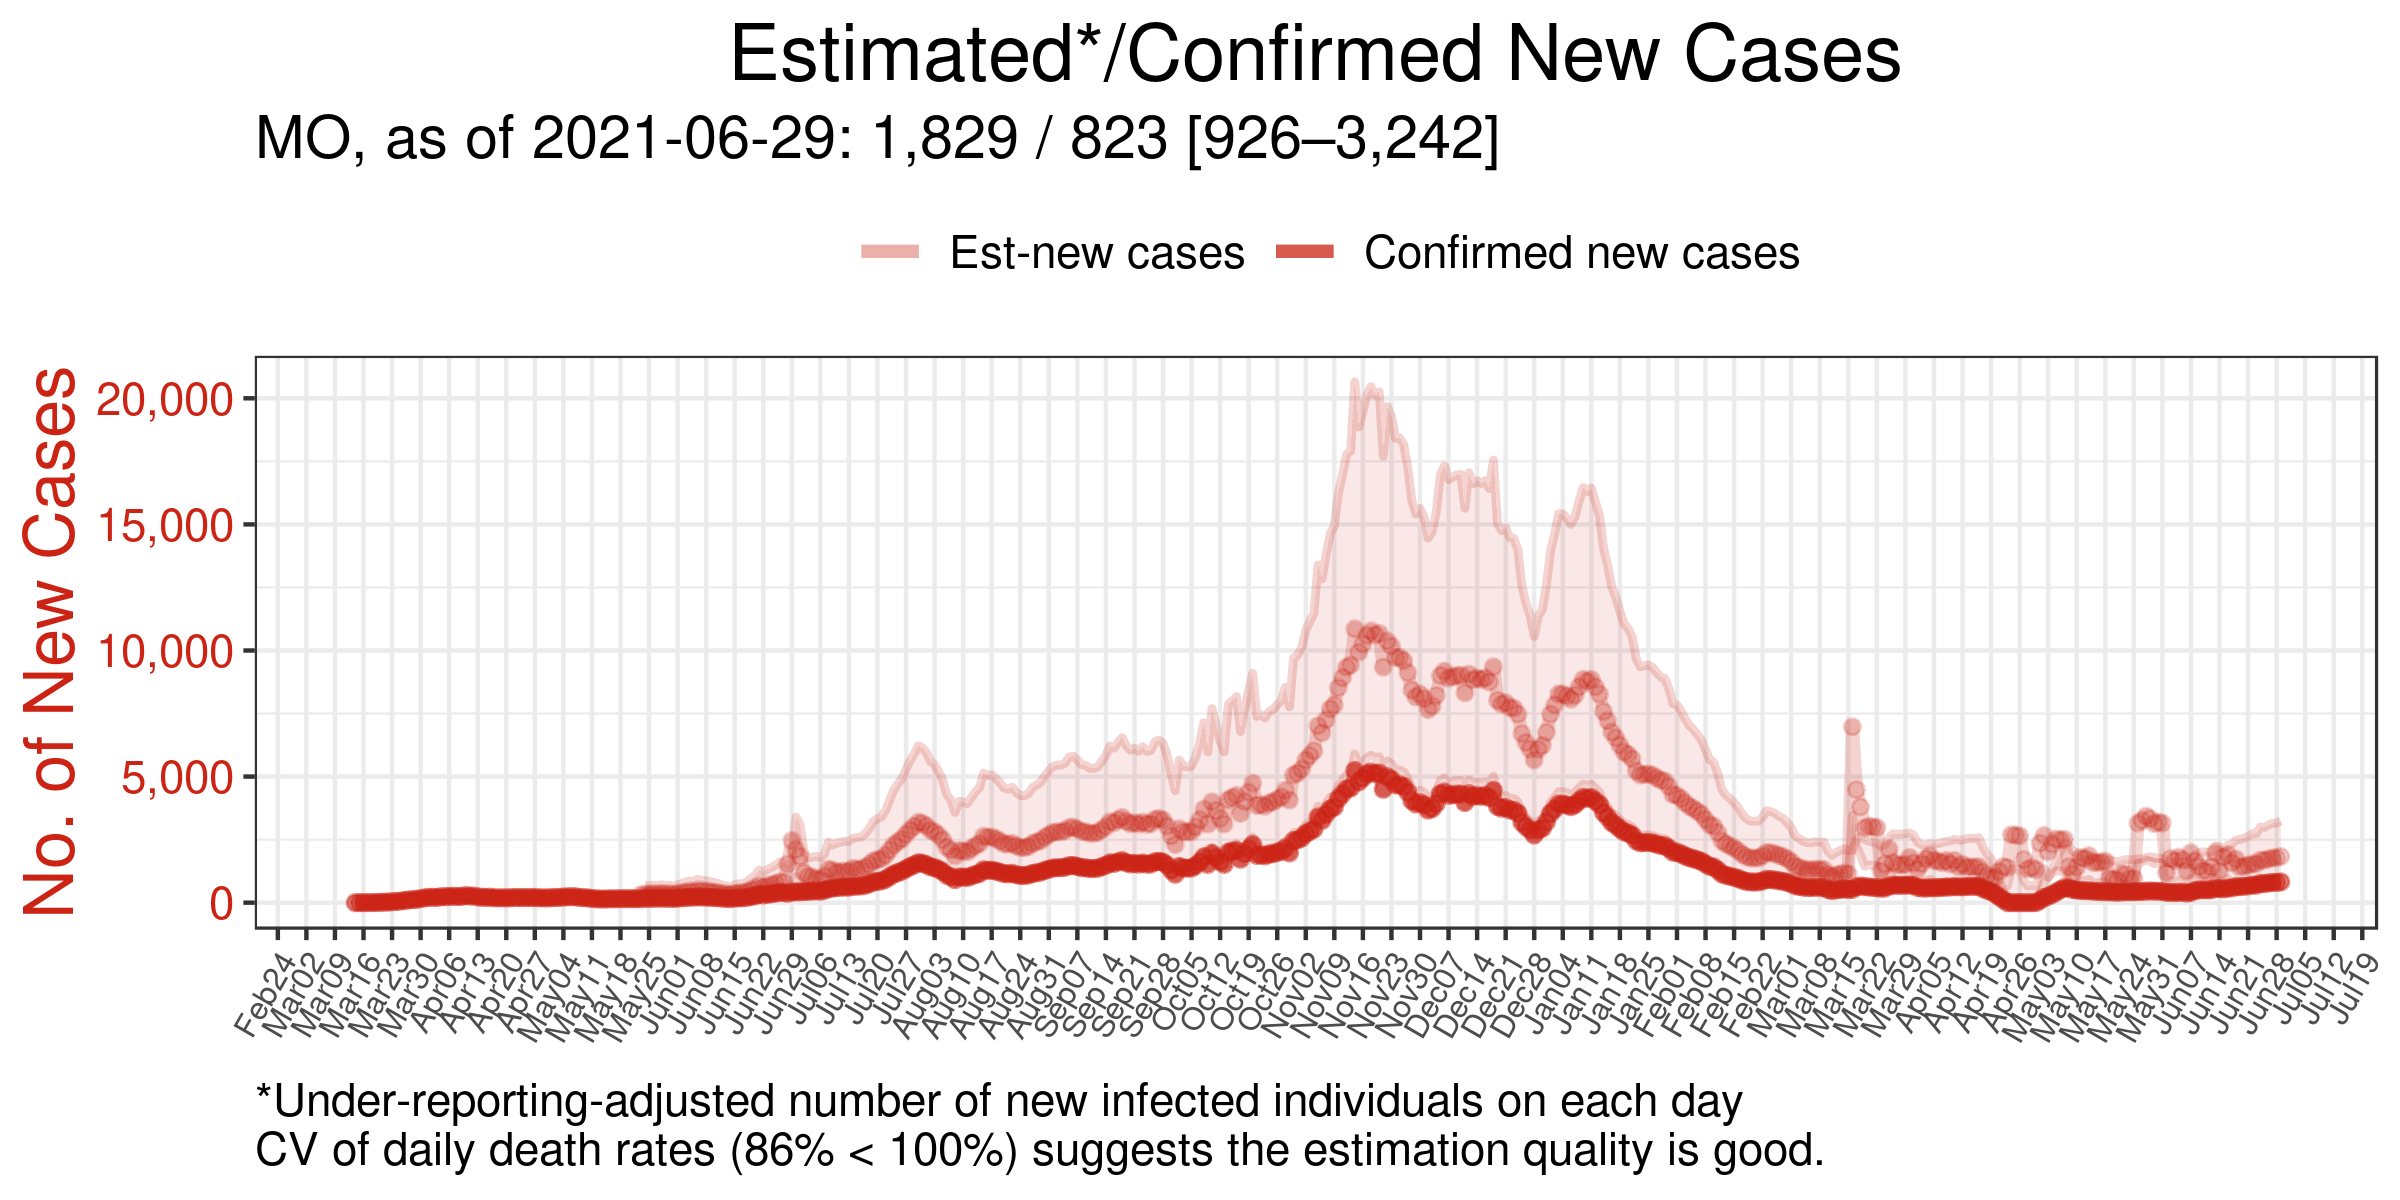 Estimated*/Confirmed New Cases
MO, as of 2021-06-29: 1,829 / 823 [926–3,242]
Est-new cases
Confirmed new cases
No. of New Cases
20,000
15,000
10,000
5,000
0
Feb24
Mar02
Mar09
Mar16
Mar23
Mar30
Apr06
Apr13
Apr20
Apr27
May04
May11
May18
May25
Jun01
Jun08
Jun15
Jun22
Jun29
Jul06
Jul13
Jul20
Jul27
Aug03
Aug10
Aug17
Aug24
Aug31
Sep07
Sep14
Sep21
Sep28
Oct05
Oct12
Oct19
Oct26
Nov02
Nov09
Nov16
Nov23
Nov30
Dec07
Dec14
Dec21
Dec28
Jan04
Jan11
Jan18
Jan25
Feb01
Feb08
Feb15
Feb22
Mar01
Mar08
Mar15
Mar22
Mar29
Apr05
Apr12
Apr19
Apr26
May03
May10
May17
May24
May31
Jun07
Jun14
Jun21
Jun28
Jul05
Jul12
Jul19
*Under-reporting-adjusted number of new infected individuals on each day
CV of daily death rates (86% < 100%) suggests the estimation quality is good.